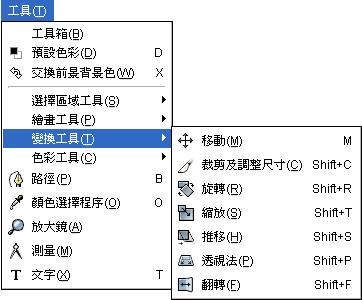 工具(T)
工具箱(B)
預設色彩(D) D
交換前景背景色(W) X
選擇區域工具(S)
繪畫工具(P)
變換工具(T)
色彩工具(C)
路徑(P) B
顏色選擇程序(O) O
放大鏡(A)
測量(M)
文字(X) T
移動(M) M
裁剪及調整尺寸(C) Shift+C
旋轉(R) Shift+R
縮放(S) Shift+T
推移(H) Shift+S
透視法(P) Shift+P
翻轉(F) Shift+F